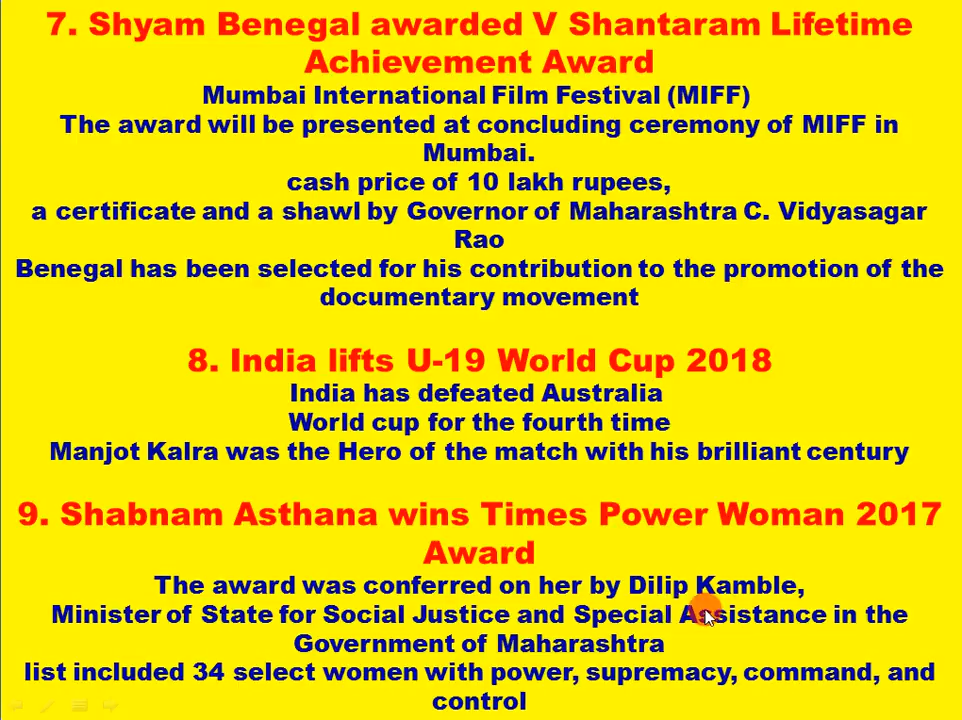 7. Shyam Benegal awarded V Shantaram Lifetime
Achievement Award
Mumbai International Film Festival (MIFF)
The award will be presented at concluding ceremony of MIFF in
Mumbai.
cash price of 10 lakh rupees,
a certificate and a shawl by Governor of Maharashtra C. Vidyasagar
Rao
Benegal has been selected for his contribution to the promotion of the
documentary movement
8. India lifts U-19 World Cup 2018
India has defeated Australia
World cup for the fourth time
Manjot Kalra was the Hero of the match with his brilliant century
9. Shabnam Asthana wins Times Power Woman 2017
Award
The award was conferred on her by Dilip Kamble,
Minister of State for Social Justice and Special Assistance in the
Government of Maharashtra
list included 34 select women with power, supremacy, command, and
control